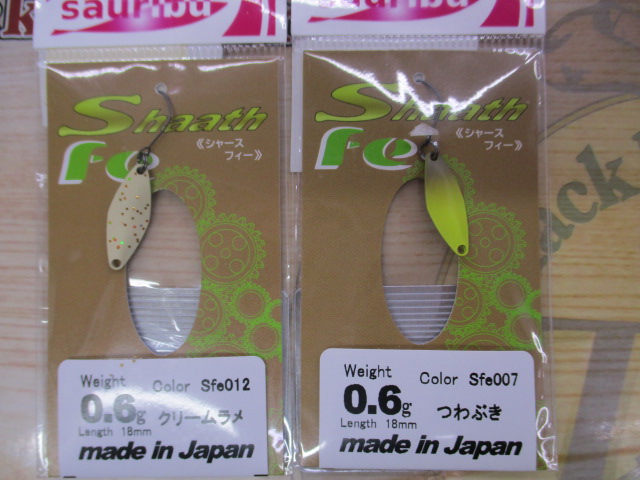 sauribu
Shaath
Fe
《シャース
フィー》
Weight
Color Sfe012
0.6g
クリームラメ
Length 18mm
made in Japan
sauribu
Shaath
Fe
《シャース
フィー》
Weight
Color Sfe007
0.6g
つわぶき
Length 18mm
made in Japan